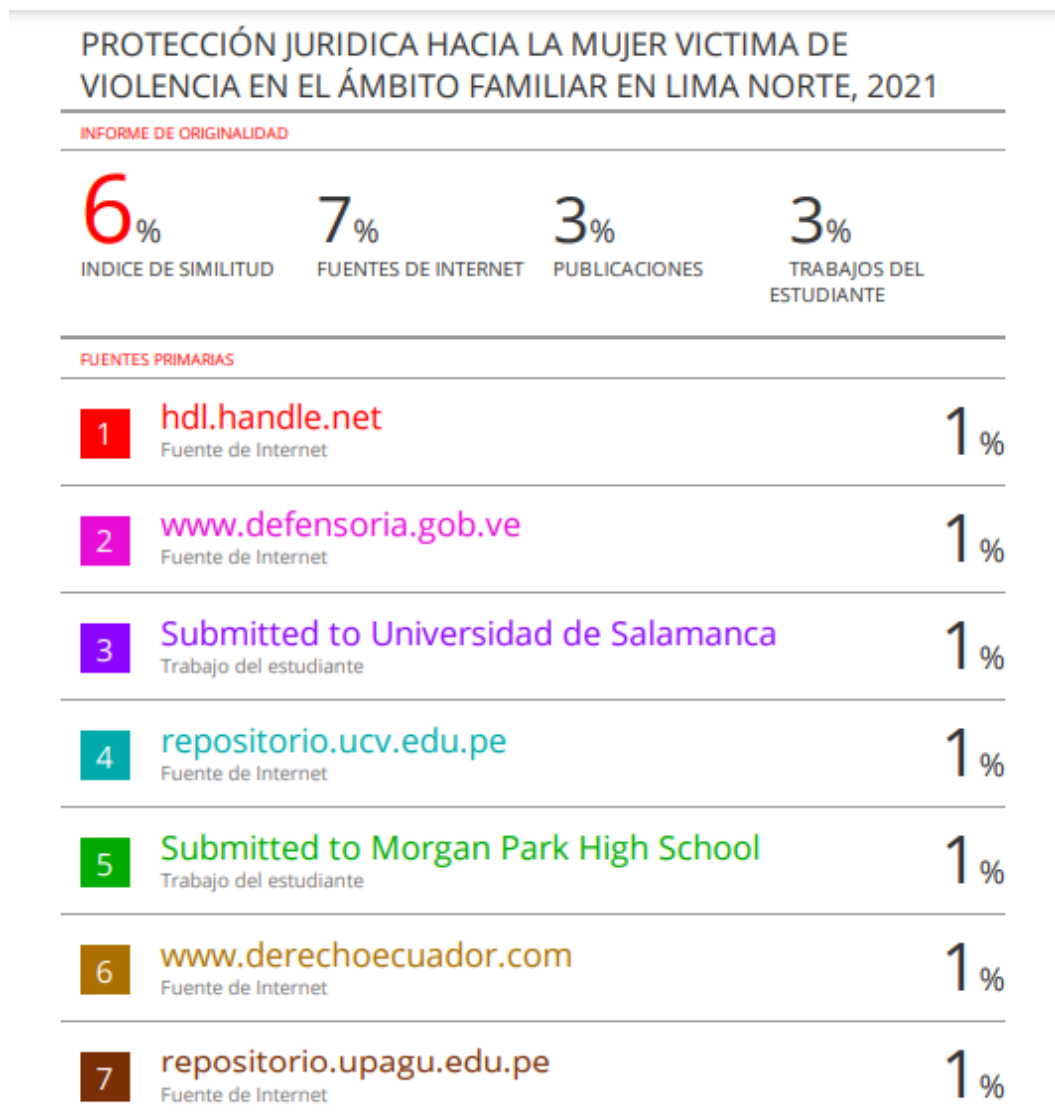 PROTECCIÓN JURIDICA HACIA LA MUJER VICTIMA DE
VIOLENCIA EN EL ÁMBITO FAMILIAR EN LIMA NORTE, 2021
INFORME DE ORIGINALIDAD
6%
INDICE DE SIMILITUD
7%
FUENTES DE INTERNET
3%
PUBLICACIONES
3%
TRABAJOS DEL
ESTUDIANTE
FUENTES PRIMARIAS
1
hdl.handle.net
Fuente de Internet
1%
2
www.defensoria.gob.ve
Fuente de Internet
1%
3
Submitted to Universidad de Salamanca
Trabajo del estudiante
1%
4
repositorio.ucv.edu.pe
Fuente de Internet
1%
5
Submitted to Morgan Park High School
Trabajo del estudiante
1%
6
www.derechoecuador.com
Fuente de Internet
1%
7
repositorio.upagu.edu.pe
Fuente de Internet
1%